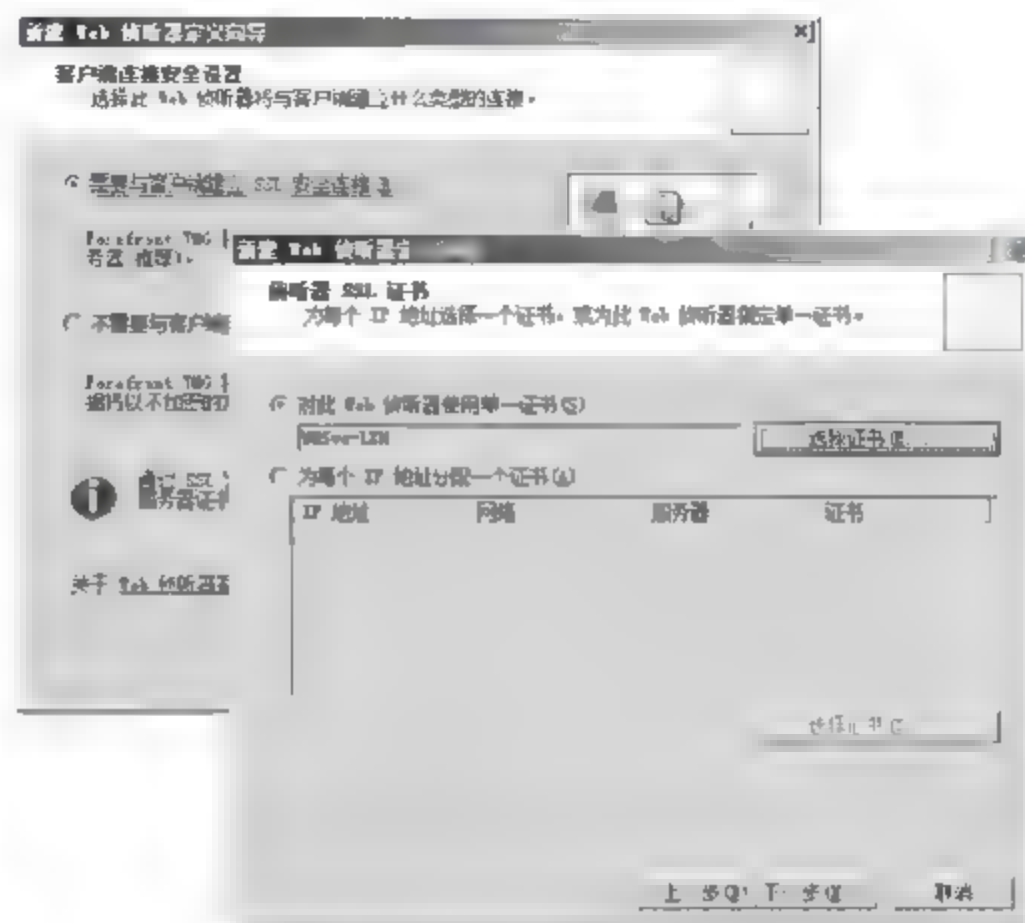 新建 Web 侦听器定义向导
客户端连接安全设置
选择此 Web 侦听器将与客户端建立什么类型的连接。
需要与客户端建立 SSL 安全连接
Forefront TMG
不需要与客户端
Forefront TMG
关于 Web 侦听器
新建 Web 侦听器定
侦听器 SSL 证书
为每个 IP 地址选择一个证书，或为此 Web 侦听器指定单一证书。
对此 Web 侦听器使用单一证书(S)
选择证书
为每个 IP 地址分配一个证书(A)
IP 地址 网络 服务器 证书
选择证书
上一步 下一步 取消